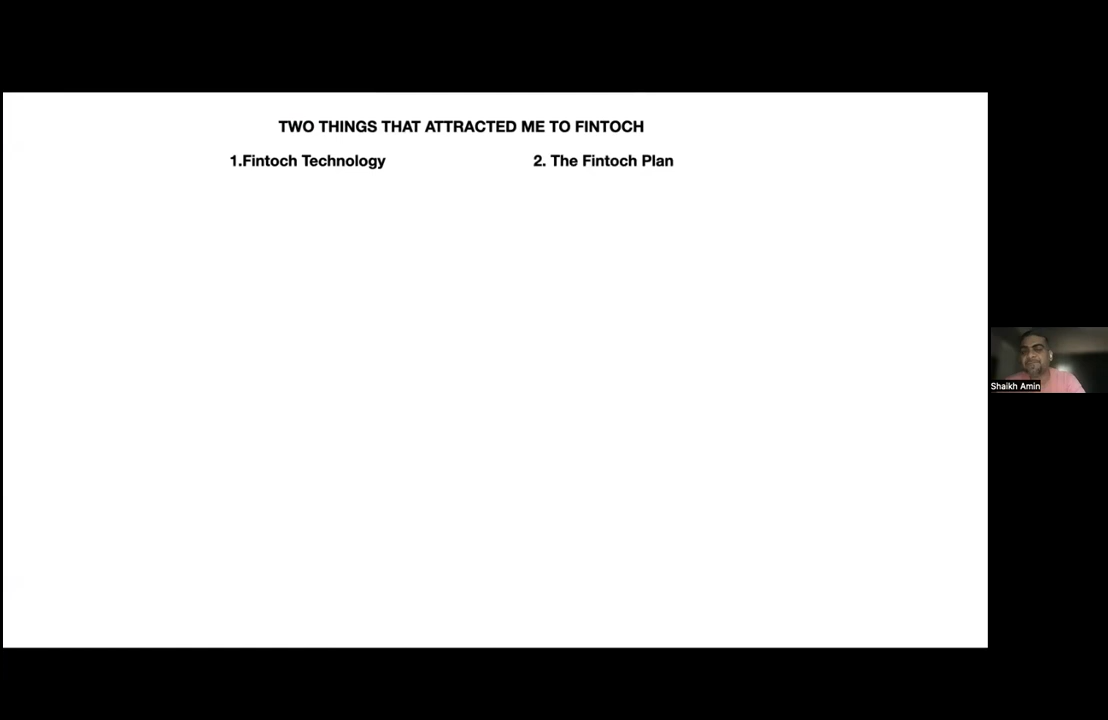 TWO THINGS THAT ATTRACTED ME TO FINTOCH
1.Fintoch Technology 2. The Fintoch Plan
Shaikh Amin